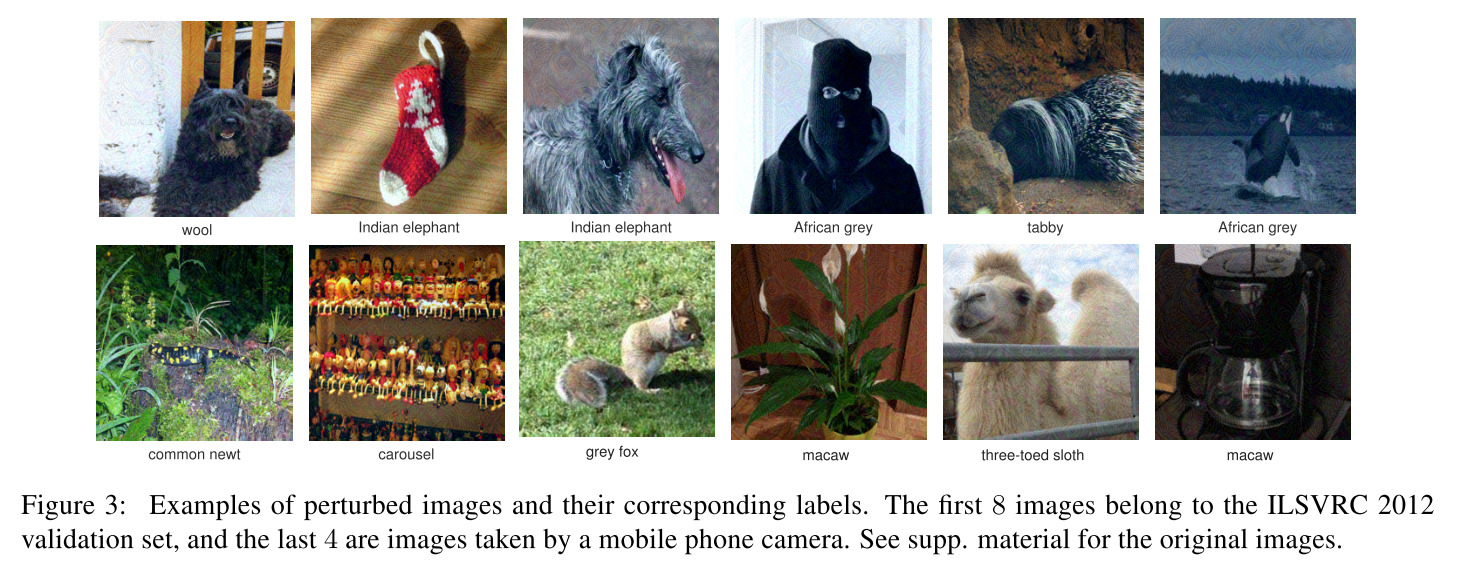 wool
Indian elephant
Indian elephant
African grey
tabby
African grey
common newt
carousel
grey fox
macaw
three-toed sloth
macaw
Figure 3: Examples of perturbed images and their corresponding labels. The first 8 images belong to the ILSVRC 2012
validation set, and the last 4 are images taken by a mobile phone camera. See supp. material for the original images.